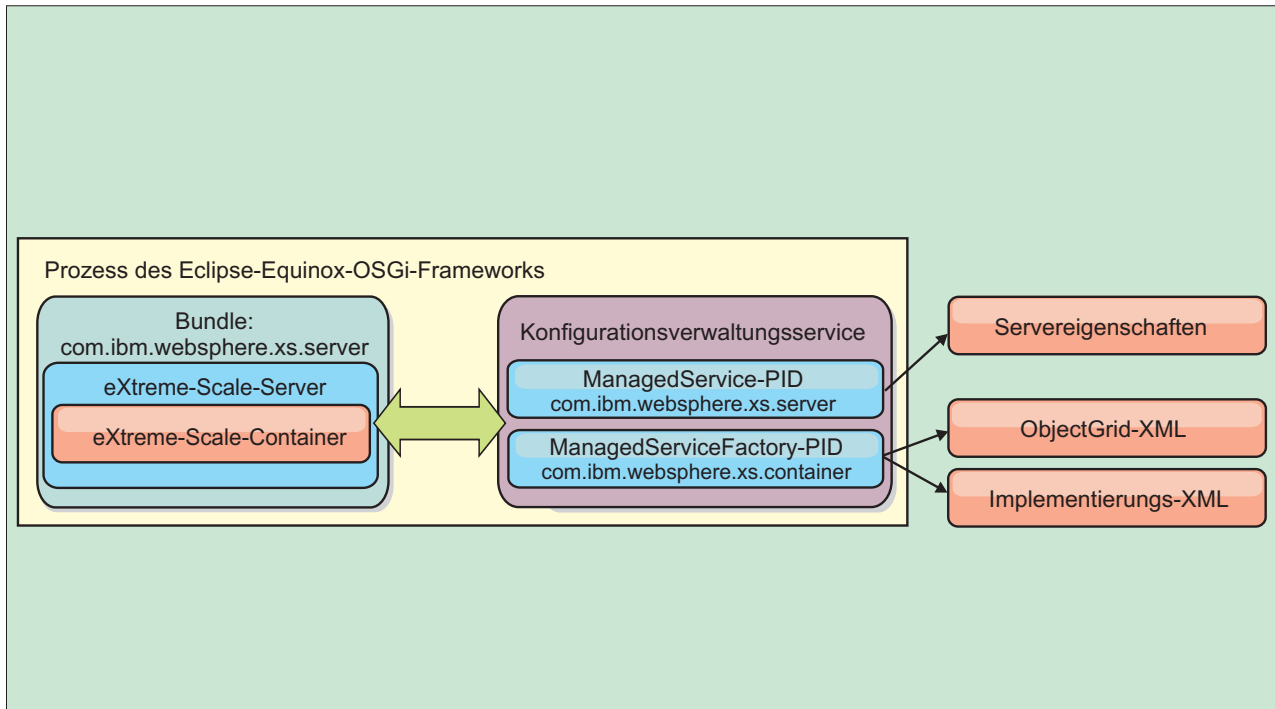 Prozess des Eclipse-Equinox-OSGi-Frameworks
Bundle:
com.ibm.websphere.xs.server
eXtreme-Scale-Server
eXtreme-Scale-Container
Konfigurationsverwaltungsservice
ManagedService-PID
com.ibm.websphere.xs.server
ManagedServiceFactory-PID
com.ibm.websphere.xs.container
Servereigenschaften
ObjectGrid-XML
Implementierungs-XML